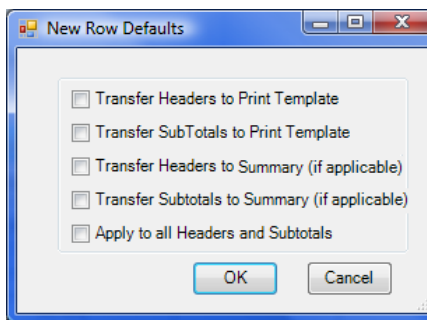 New Row Defaults
Transfer Headers to Print Template
Transfer SubTotals to Print Template
Transfer Headers to Summary (if applicable)
Transfer Subtotals to Summary (if applicable)
Apply to all Headers and Subtotals
OK Cancel